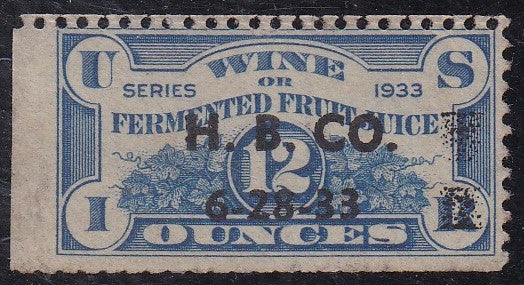 U S
WINE
OR
SERIES 1933
FERMENTED FRUIT JUICE
H. B. CO.
12
6-28-33
I R
OUNCES